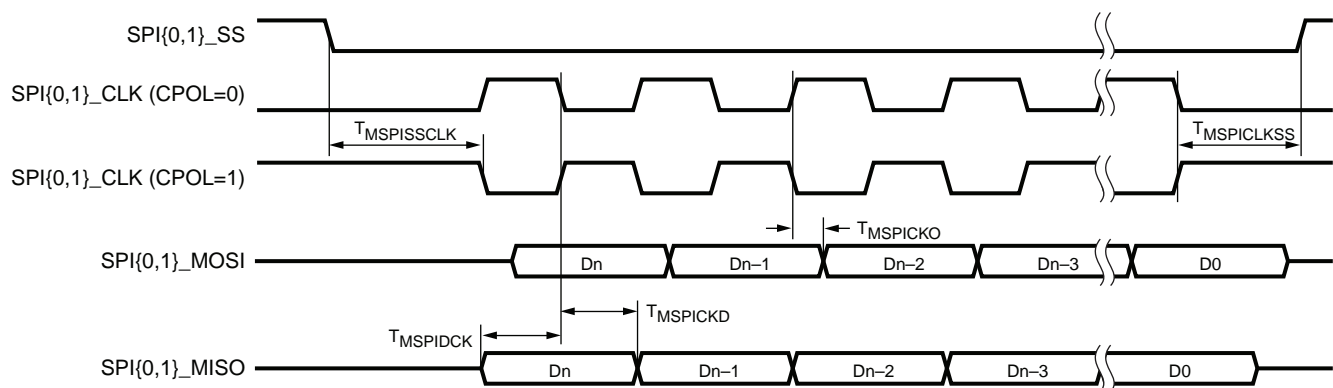 SPI{0,1}_SS
SPI{0,1}_CLK (CPOL=0)
TMSPISSCLK
TMSPICLKSS
SPI{0,1}_CLK (CPOL=1)
TMSPICKO
SPI{0,1}_MOSI
Dn Dn–1 Dn–2 Dn–3 D0
TMSPICKD
TMSPIDCK
SPI{0,1}_MISO
Dn Dn–1 Dn–2 Dn–3 D0